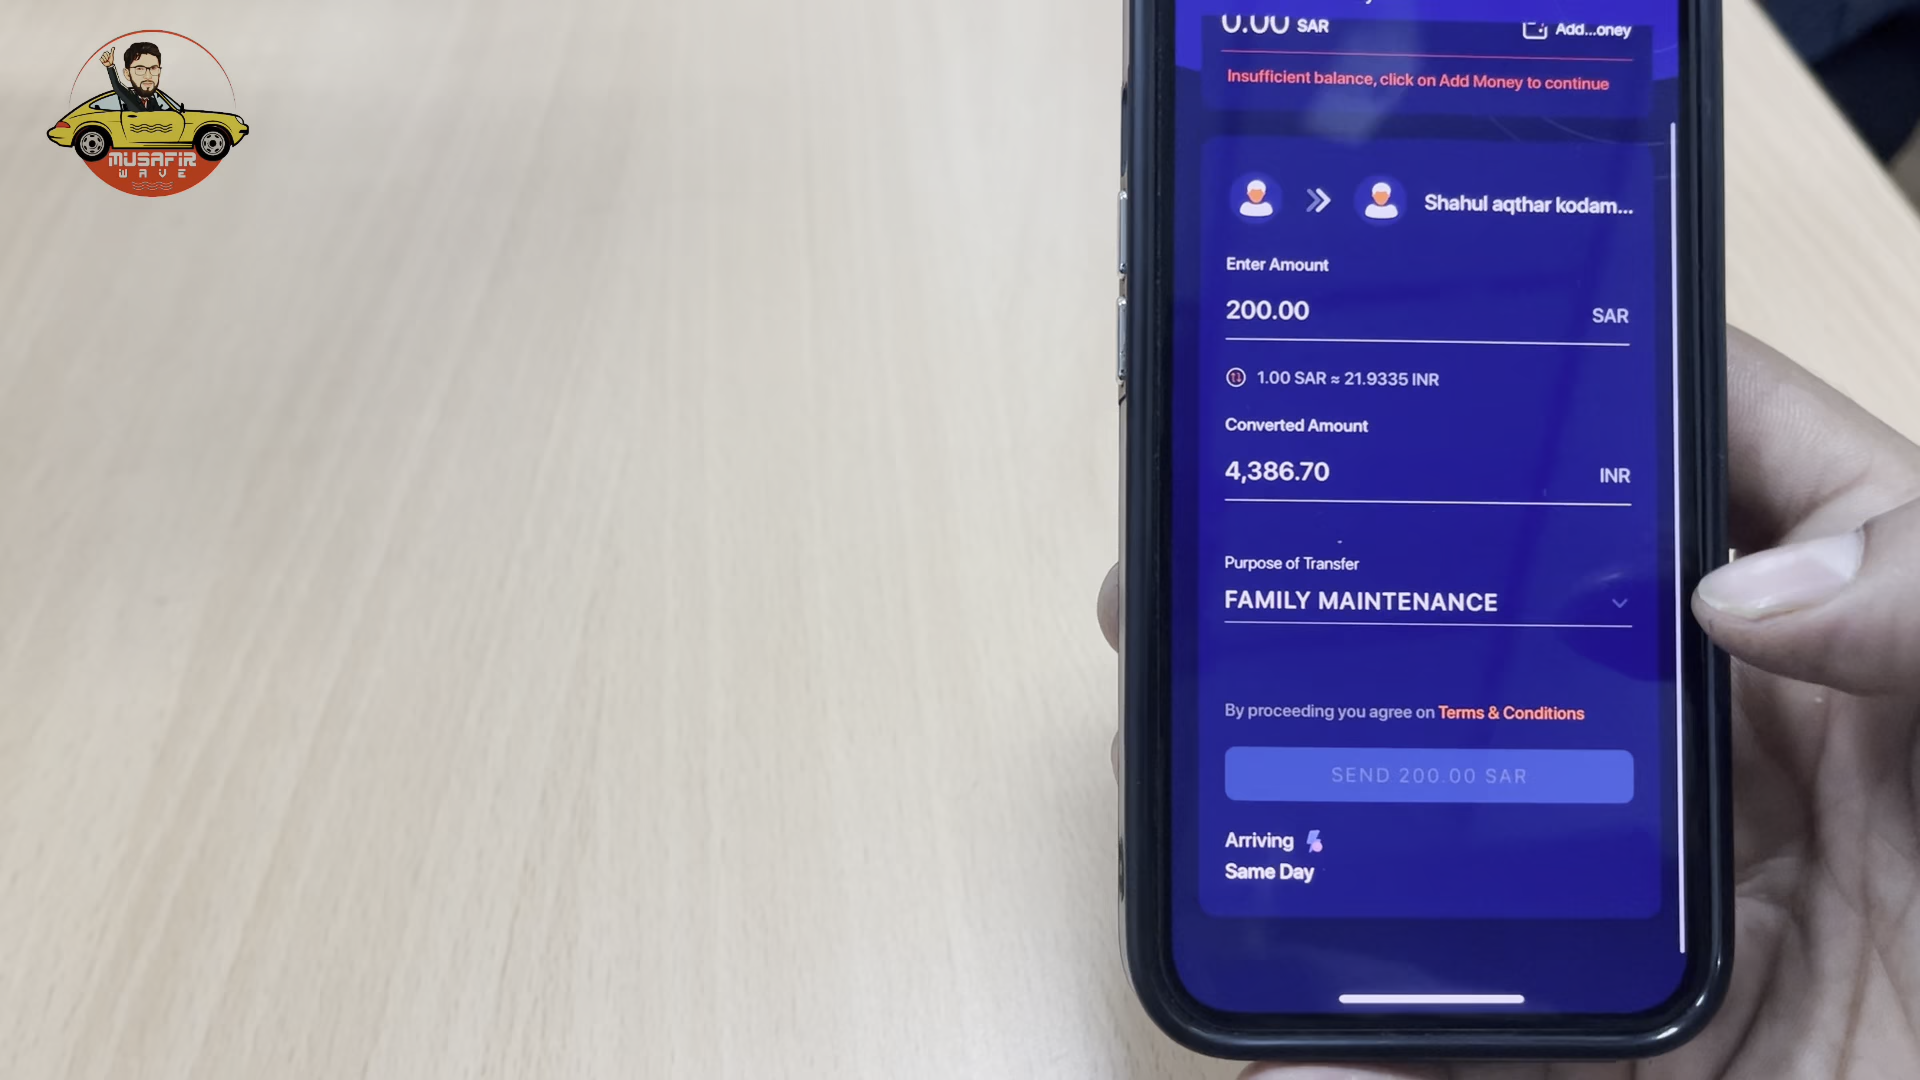 MUSAFIR
WAVE
0.00 SAR
Add...oney
Insufficient balance, click on Add Money to continue
Shahul aqthar kodam...
Enter Amount
200.00 SAR
1.00 SAR ≈ 21.9335 INR
Converted Amount
4,386.70 INR
Purpose of Transfer
FAMILY MAINTENANCE
By proceeding you agree on Terms & Conditions
SEND 200.00 SAR
Arriving
Same Day